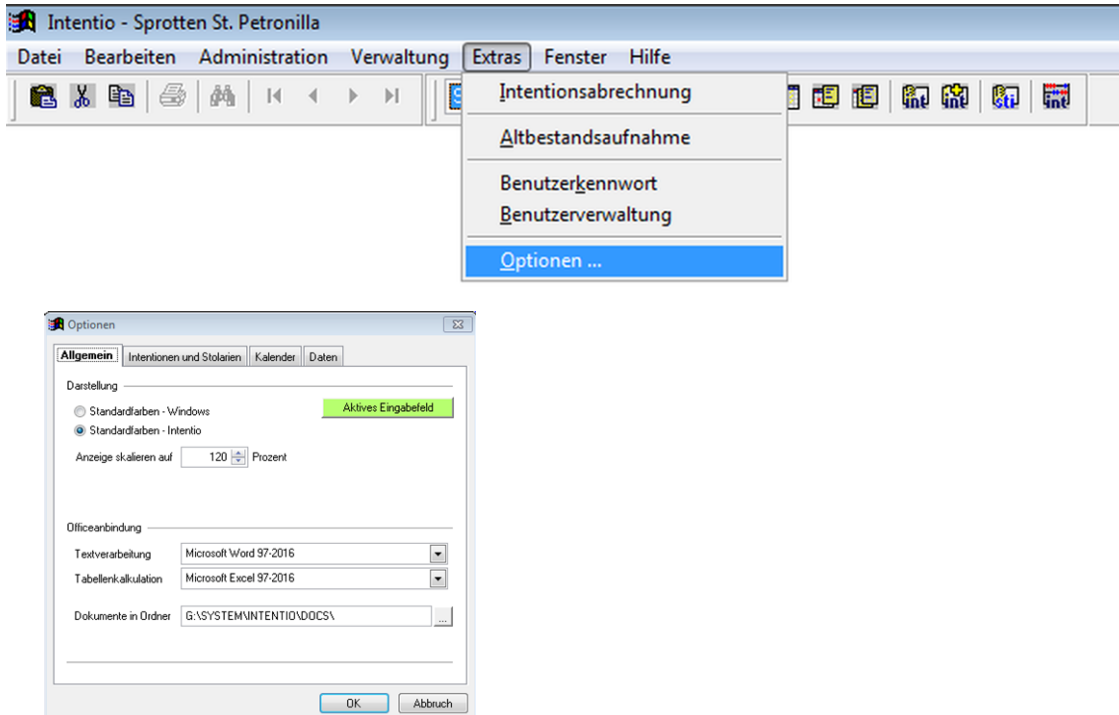 Intentio - Sprotten St. Petronilla
Datei Bearbeiten Administration Verwaltung Extras Fenster Hilfe
Intentionsabrechnung
Altbestandsaufnahme
Benutzerkennwort
Benutzerverwaltung
Optionen ...
Optionen
Allgemein Intentionen und Stolarien Kalender Daten
Darstellung
Standardfarben - Windows
Aktives Eingabefeld
Standardfarben - Intentio
Anzeige skalieren auf 120 Prozent
Officeanbindung
Textverarbeitung Microsoft Word 97-2016
Tabellenkalkulation Microsoft Excel 97-2016
Dokumente in Ordner G:\SYSTEM\INTENTIO\DOCS\ ...
OK Abbruch